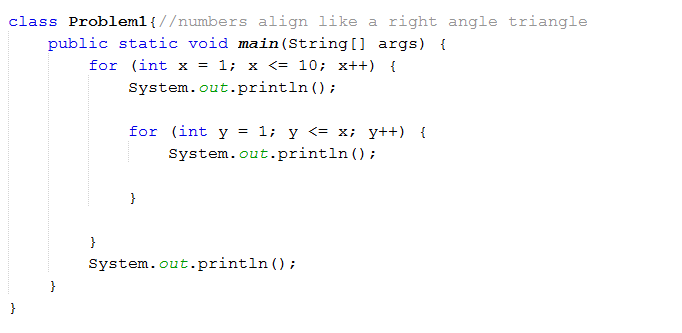 class Problem1{//numbers align like a right angle triangle
    public static void main(String[] args) {
        for (int x = 1; x <= 10; x++) {
            System.out.println();

            for (int y = 1; y <= x; y++) {
                System.out.println();

            }

        }
        System.out.println();
    }
}